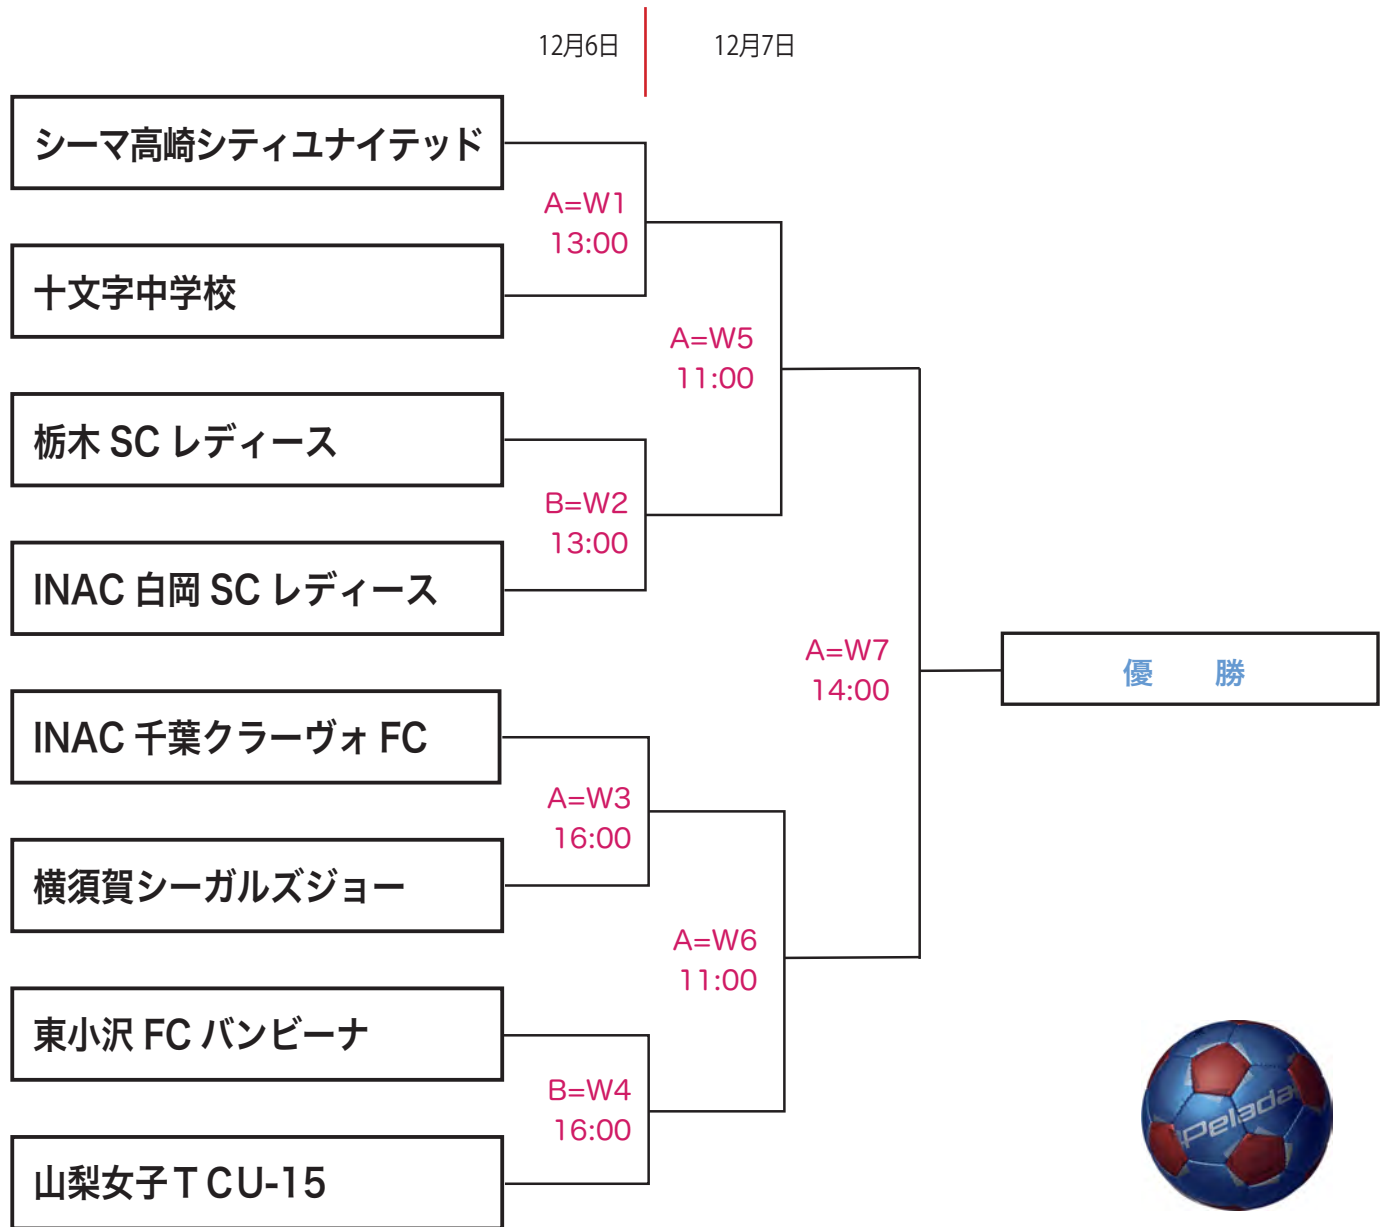 12月6日
12月7日
シーマ高崎シティユナイテッド
A=W1
13:00
十文字中学校
A=W5
11:00
栃木 SC レディース
B=W2
13:00
INAC 白岡 SC レディース
A=W7
14:00
優 勝
INAC 千葉クラーヴォ FC
A=W3
16:00
横須賀シーガルズジョー
A=W6
11:00
東小沢 FC バンビーナ
B=W4
16:00
山梨女子ＴＣU-15
Pelada